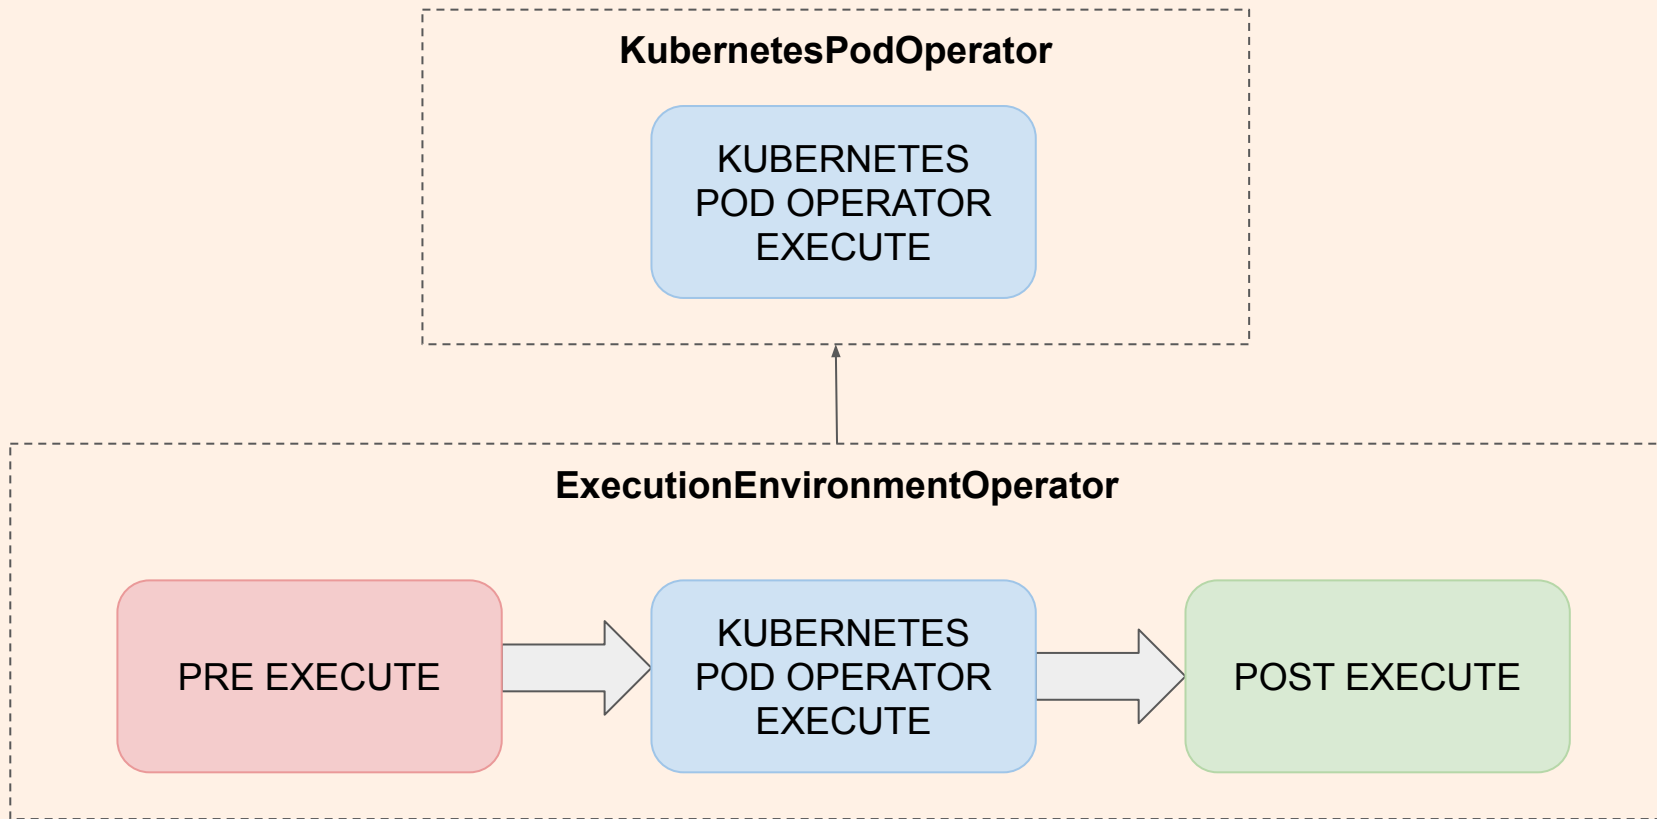 KubernetesPodOperator
KUBERNETES
POD OPERATOR
EXECUTE
ExecutionEnvironmentOperator
PRE EXECUTE
KUBERNETES
POD OPERATOR
EXECUTE
POST EXECUTE